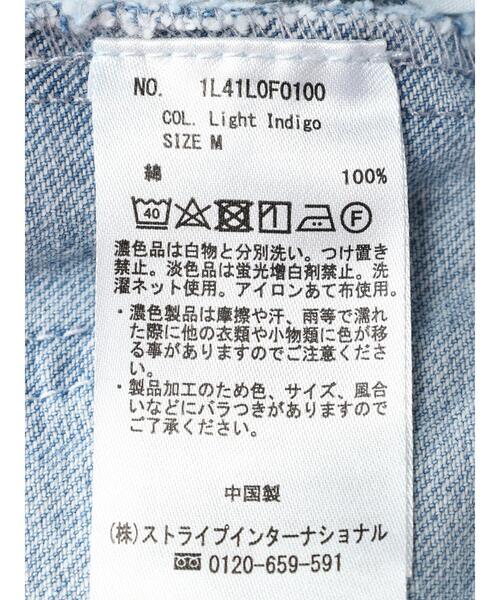 NO. 1L41L0F0100
COL. Light Indigo
SIZE M
綿 100%
40 F
濃色品は白物と分別洗い。つけ置き
禁止。淡色品は蛍光増白剤禁止。洗
濯ネット使用。アイロンあて布使用。
・濃色製品は摩擦や汗、雨等で濡れ
た際に他の衣類や小物類に色が移
る事がありますのでご注意くださ
い。
・製品加工のため色、サイズ、風合
いなどにバラつきがありますので
ご了承ください。
中国製
(株)ストライプインターナショナル
0120-659-591